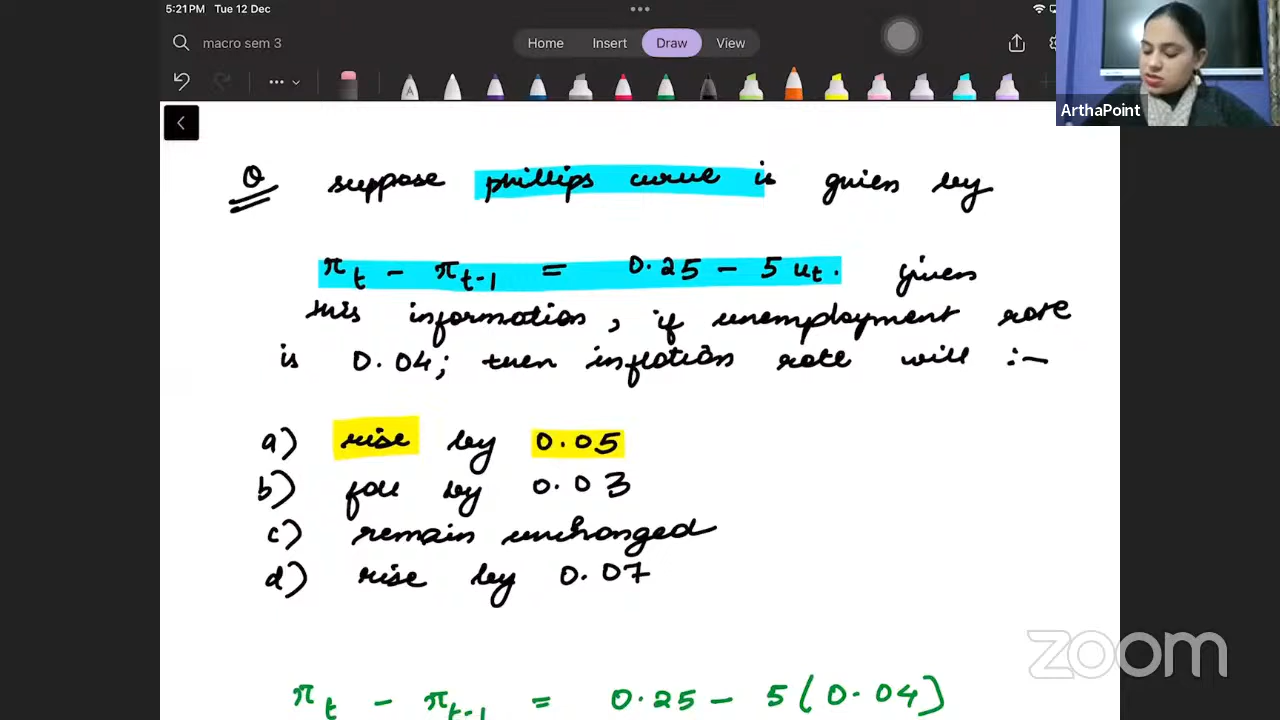 5:21 PM Tue 12 Dec
macro sem 3
Home Insert Draw View
ArthaPoint
Q suppose phillips curve is given by
πt - πt-1 = 0.25 - 5 ut. given
this information, if unemployment rate
is 0.04; then inflation rate will :-
a) rise by 0.05
b) fall by 0.03
c) remain unchanged
d) rise by 0.07
zoom
πt - πt-1 = 0.25 - 5(0.04)